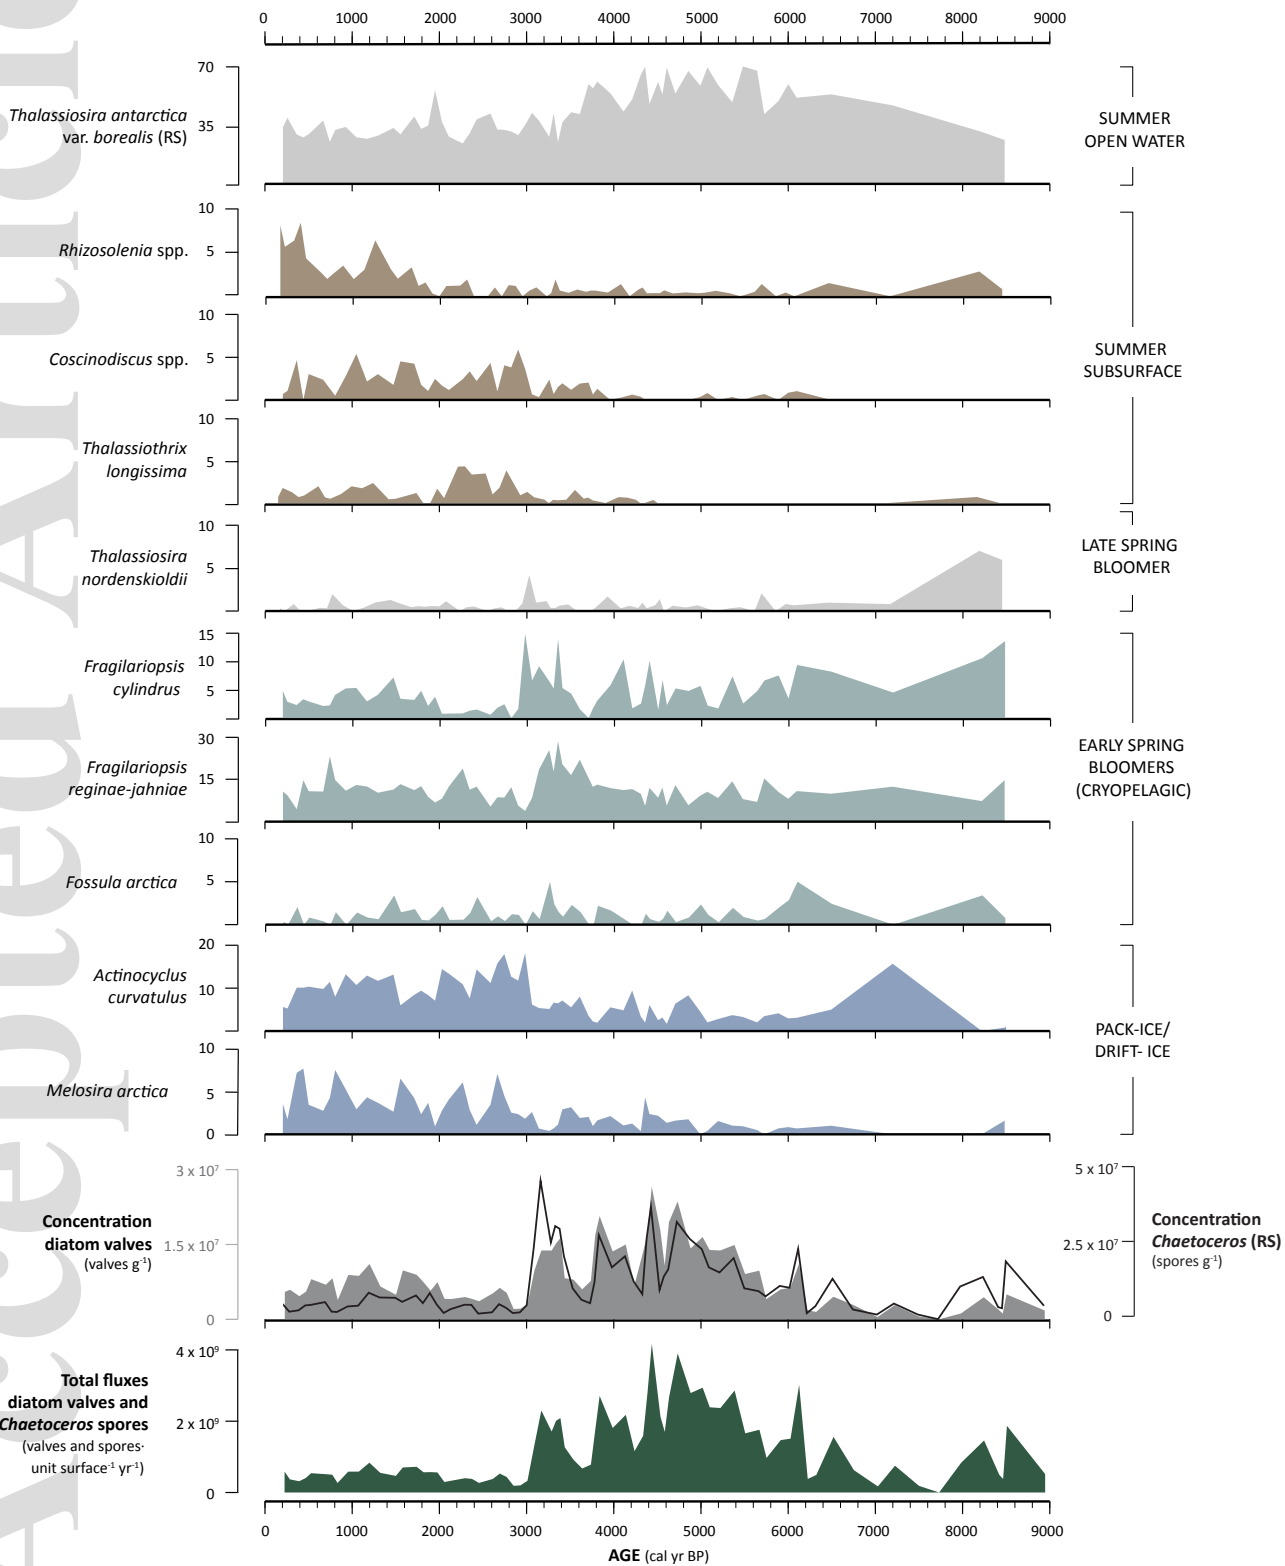 0 1000 2000 3000 4000 5000 6000 7000 8000 9000
70
35
Thalassiosira antarctica
var. borealis (RS)
SUMMER
OPEN WATER
10
5
Rhizosolenia spp.
10
5
Coscinodiscus spp.
SUMMER
SUBSURFACE
10
5
Thalassiothrix
longissima
10
5
Thalassiosira
nordenskioldii
LATE SPRING
BLOOMER
15
10
5
Fragilariopsis
cylindrus
30
15
Fragilariopsis
reginae-jahniae
EARLY SPRING
BLOOMERS
(CRYOPELAGIC)
10
5
Fossula arctica
20
10
Actinocyclus
curvatulus
PACK-ICE/
DRIFT- ICE
10
5
0
Melosira arctica
3 x 10⁷
1.5 x 10⁷
0
Concentration
diatom valves
(valves g⁻¹)
5 x 10⁷
2.5 x 10⁷
0
Concentration
Chaetoceros (RS)
(spores g⁻¹)
4 x 10⁹
2 x 10⁹
0
Total fluxes
diatom valves and
Chaetoceros spores
(valves and spores·
unit surface⁻¹ yr⁻¹)
0 1000 2000 3000 4000 5000 6000 7000 8000 9000
AGE (cal yr BP)
Accepted Article